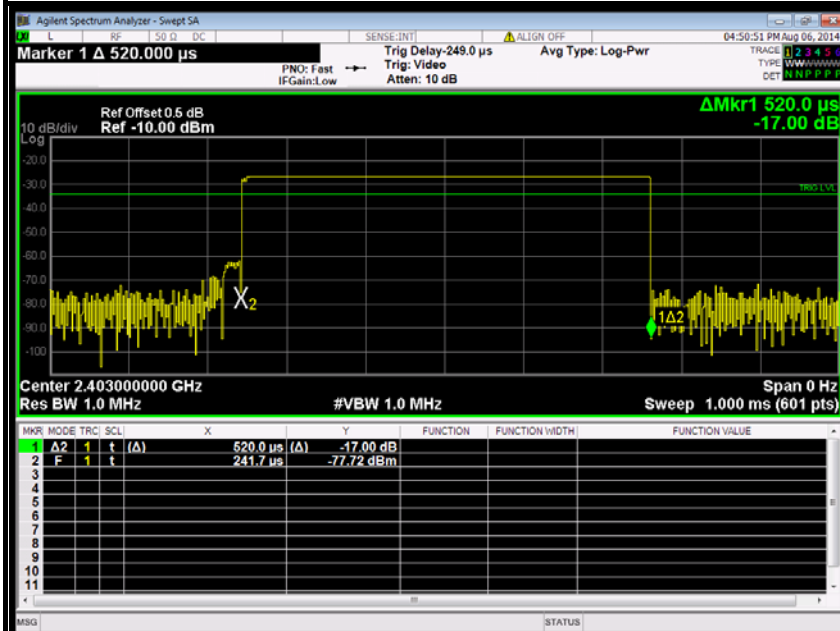 Agilent Spectrum Analyzer - Swept SA
L RF 50 Ω DC SENSE:INT ALIGN OFF 04:50:51 PM Aug 06, 2014
Marker 1 Δ 520.000 µs
PNO: Fast
IFGain:Low
Trig Delay-249.0 µs
Trig: Video
Atten: 10 dB
Avg Type: Log-Pwr
TRACE 1 2 3 4 5 6
TYPE W W W W W W
DET N N P P P P
ΔMkr1 520.0 µs
-17.00 dB
Ref Offset 0.5 dB
10 dB/div Ref -10.00 dBm
Log
-20.0
-30.0
TRIG LVL
-40.0
-50.0
-60.0
-70.0
-80.0
X2
1Δ2
-90.0
-100
Center 2.403000000 GHz Span 0 Hz
Res BW 1.0 MHz #VBW 1.0 MHz Sweep 1.000 ms (601 pts)
MKR MODE TRC SCL X Y FUNCTION FUNCTION WIDTH FUNCTION VALUE
1 Δ2 1 t (Δ) 520.0 µs (Δ) -17.00 dB
2 F 1 t 241.7 µs -77.72 dBm
3
4
5
6
7
8
9
10
11
MSG STATUS